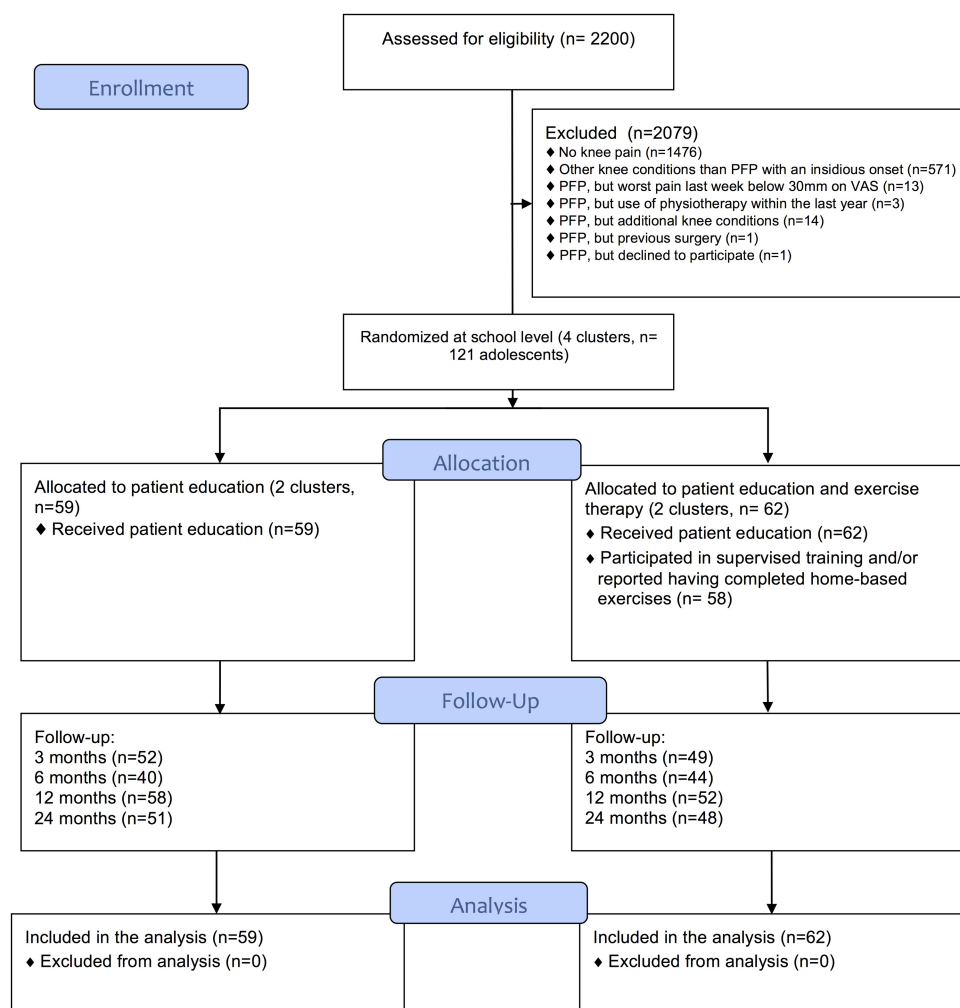 Assessed for eligibility (n= 2200)
Enrollment
Excluded (n=2079)
♦ No knee pain (n=1476)
♦ Other knee conditions than PFP with an insidious onset (n=571)
♦ PFP, but worst pain last week below 30mm on VAS (n=13)
♦ PFP, but use of physiotherapy within the last year (n=3)
♦ PFP, but additional knee conditions (n=14)
♦ PFP, but previous surgery (n=1)
♦ PFP, but declined to participate (n=1)
Randomized at school level (4 clusters, n=
121 adolescents)
Allocation
Allocated to patient education (2 clusters,
n=59)
♦ Received patient education (n=59)
Allocated to patient education and exercise
therapy (2 clusters, n= 62)
♦ Received patient education (n=62)
♦ Participated in supervised training and/or
reported having completed home-based
exercises (n= 58)
Follow-Up
Follow-up:
3 months (n=52)
6 months (n=40)
12 months (n=58)
24 months (n=51)
Follow-up:
3 months (n=49)
6 months (n=44)
12 months (n=52)
24 months (n=48)
Analysis
Included in the analysis (n=59)
♦ Excluded from analysis (n=0)
Included in the analysis (n=62)
♦ Excluded from analysis (n=0)